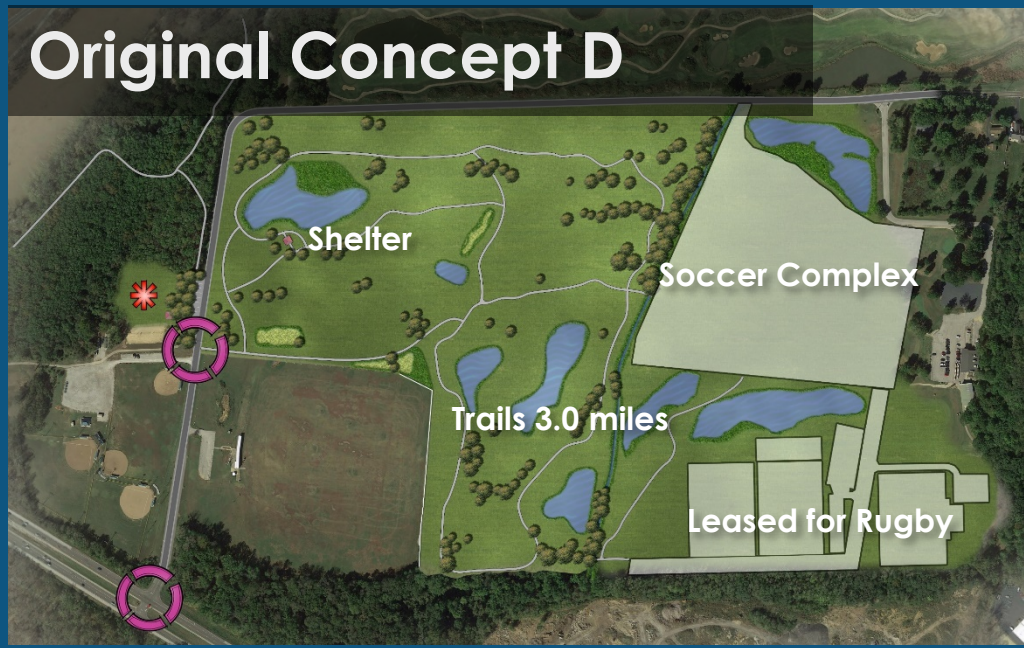 Original Concept D
Shelter
Soccer Complex
Trails 3.0 miles
Leased for Rugby